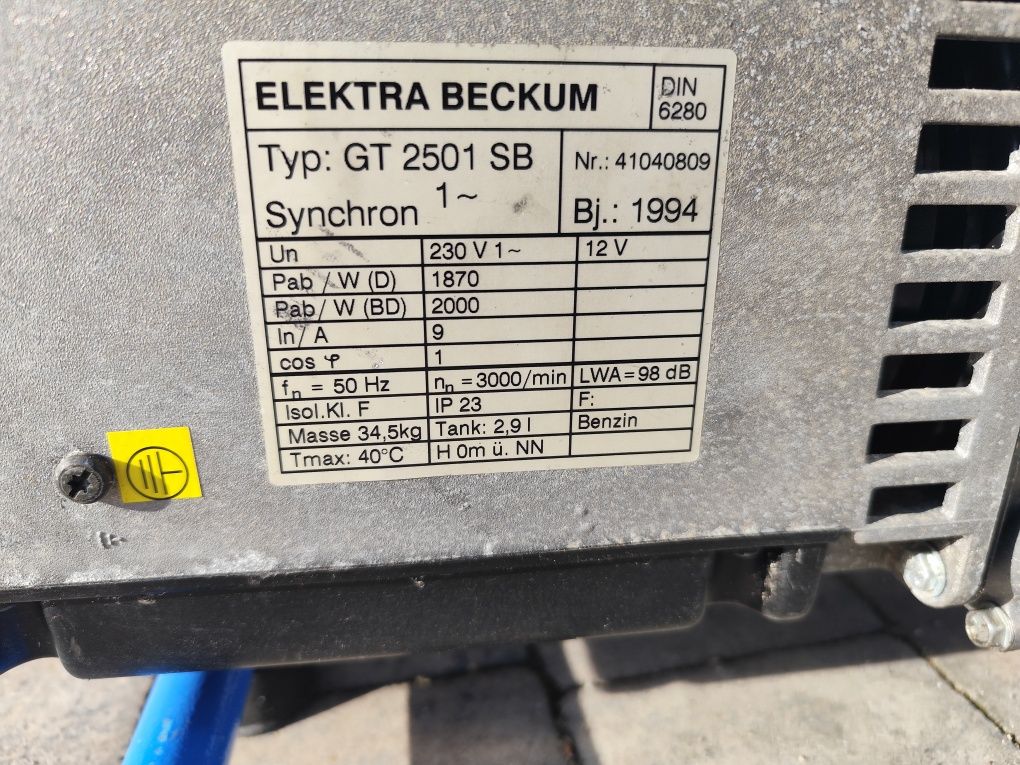 ELEKTRA BECKUM
DIN
6280
Typ: GT 2501 SB
Nr.: 41040809
Synchron 1~
Bj.: 1994
Un 230 V 1~ 12 V
Pab / W (D) 1870
Pab / W (BD) 2000
In / A 9
cos φ 1
fn = 50 Hz nn = 3000/min LWA = 98 dB
Isol.Kl. F IP 23 F:
Masse 34,5kg Tank: 2,9 l Benzin
Tmax: 40°C H 0m ü. NN